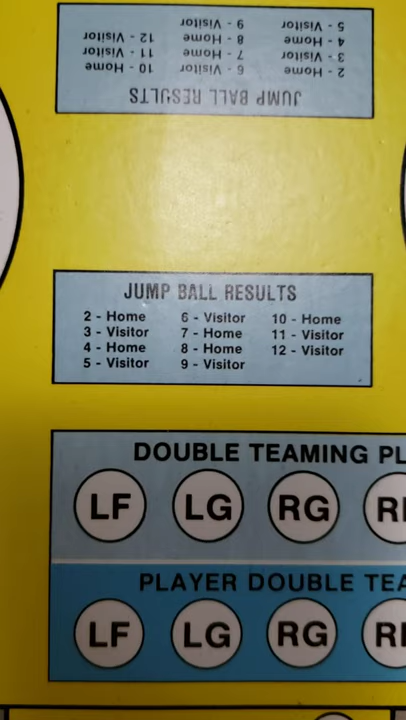 JUMP BALL RESULTS
2 - Home 6 - Visitor 10 - Home
3 - Visitor 7 - Home 11 - Visitor
4 - Home 8 - Home 12 - Visitor
5 - Visitor 9 - Visitor
JUMP BALL RESULTS
2 - Home 6 - Visitor 10 - Home
3 - Visitor 7 - Home 11 - Visitor
4 - Home 8 - Home 12 - Visitor
5 - Visitor 9 - Visitor
DOUBLE TEAMING PL
LF LG RG
PLAYER DOUBLE TEA
LF LG RG